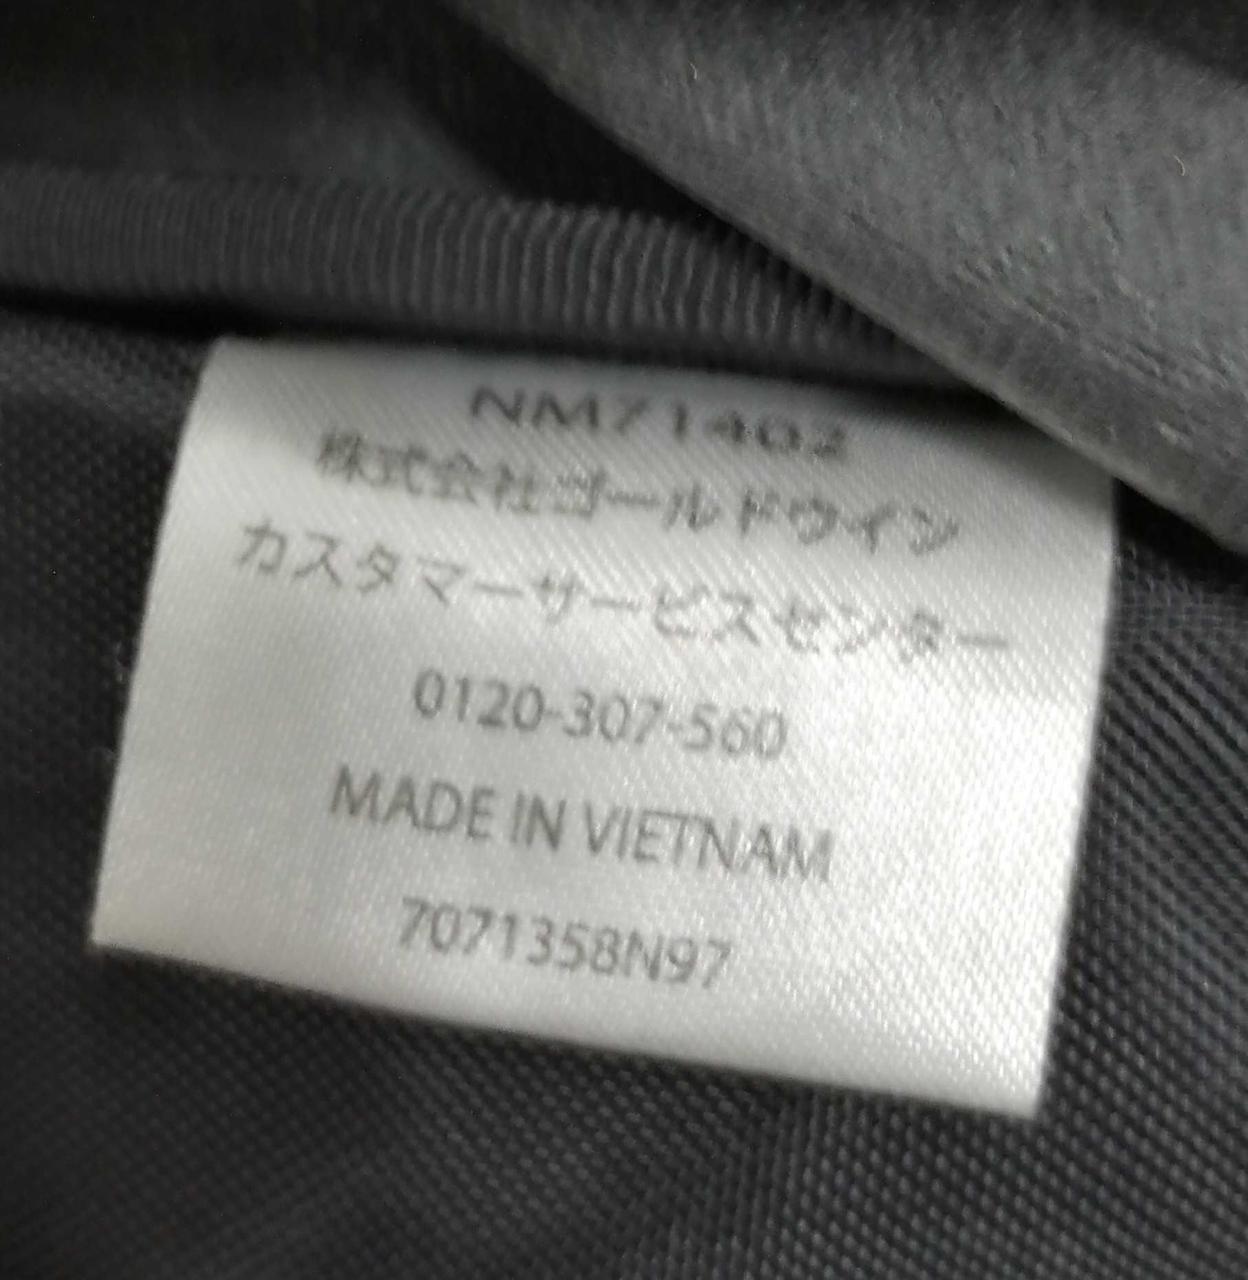 NM71402
株式会社ゴールドウイン
カスタマーサービスセンター
0120-307-560
MADE IN VIETNAM
7071358N97